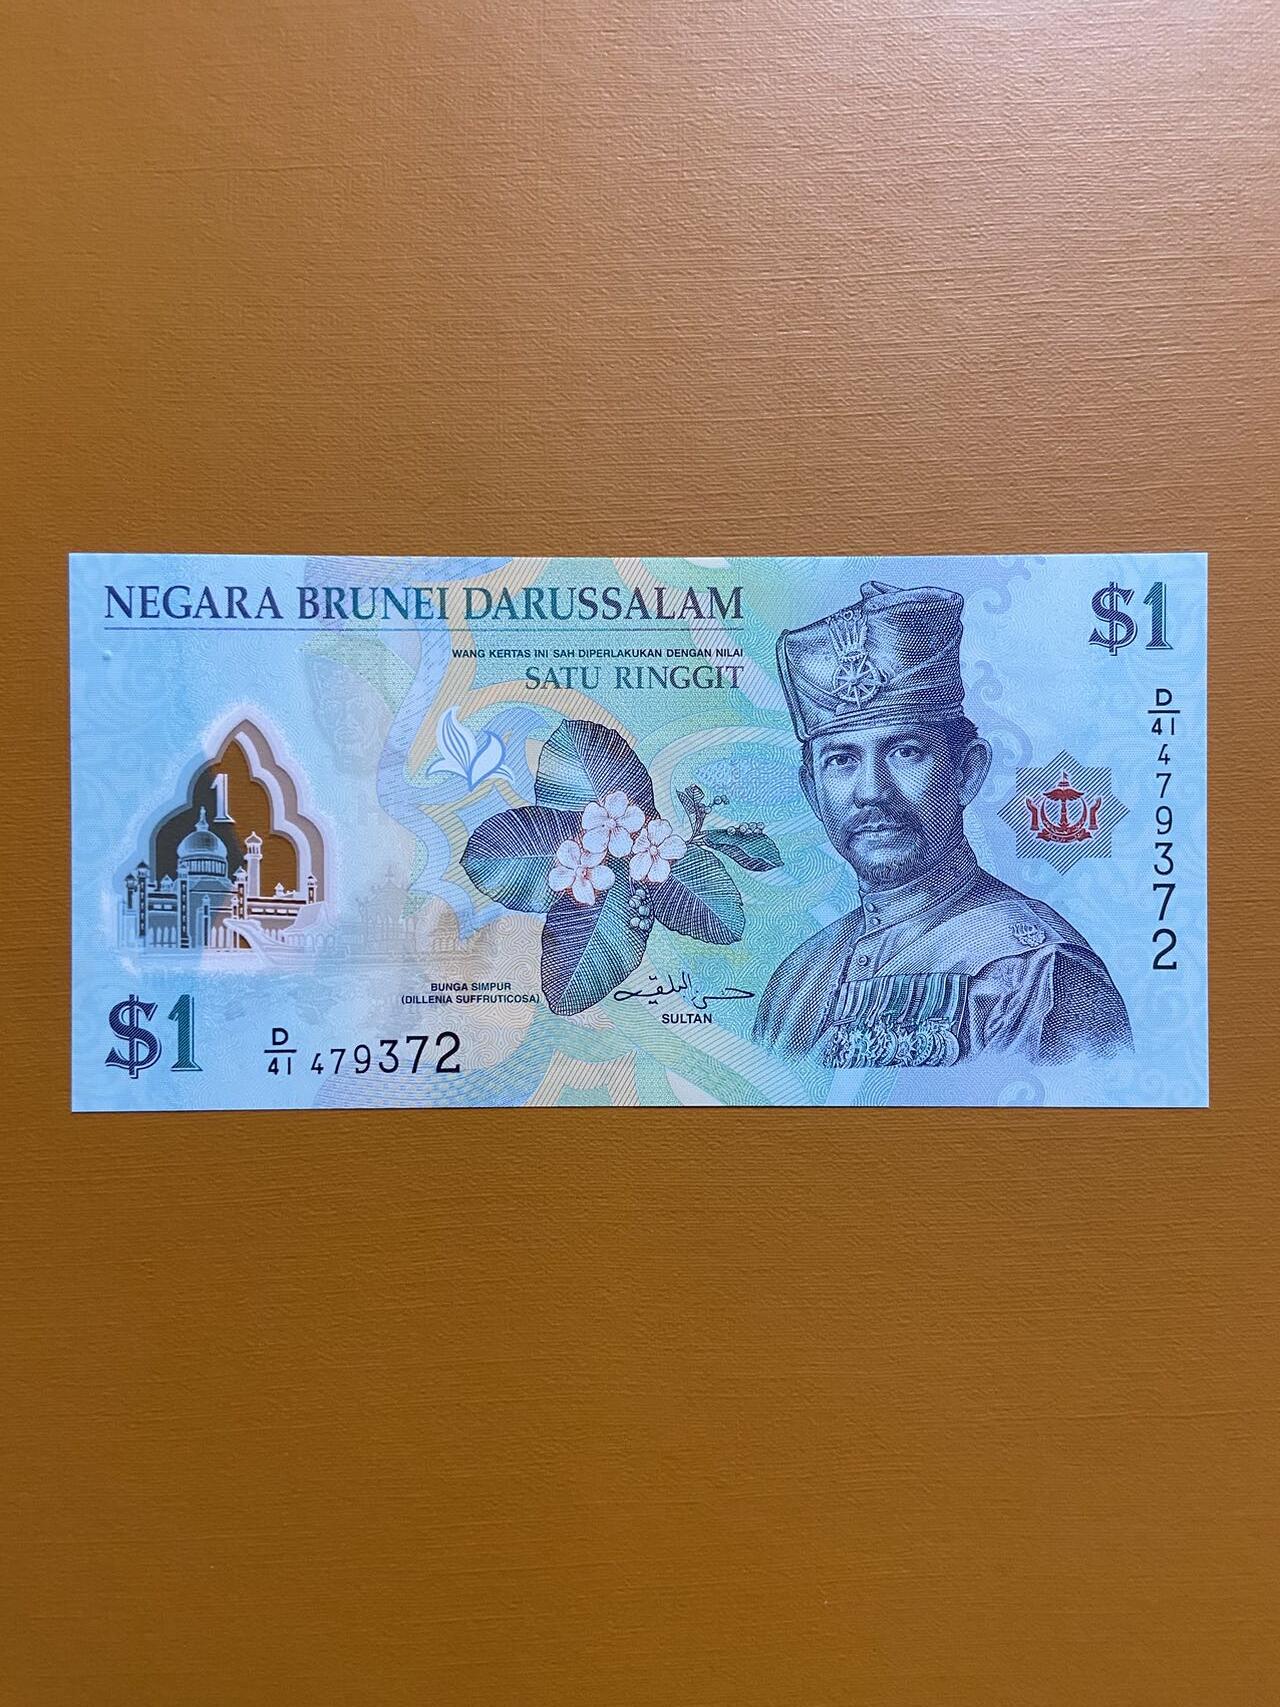 NEGARA BRUNEI DARUSSALAM
$1
WANG KERTAS INI SAH DIPERLAKUKAN DENGAN NILAI
SATU RINGGIT
D/41 479372
1
BUNGA SIMPUR
(DILLENIA SUFFRUTICOSA)
SULTAN
$1
D/41 479372